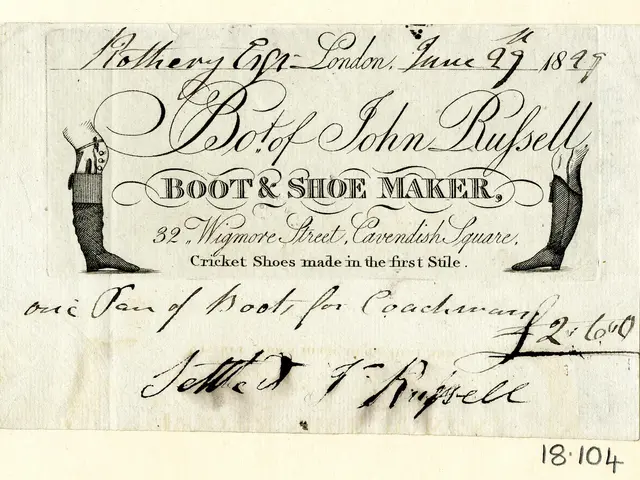 Rothery Esqr London, June 29th 1829
Bot. of John Russell,
BOOT & SHOE MAKER,
32, Wigmore Street, Cavendish Square.
Cricket Shoes made in the first Stile.
one Pair of Boots for Coachman
£2.6.0
Settled J Russell
18.104